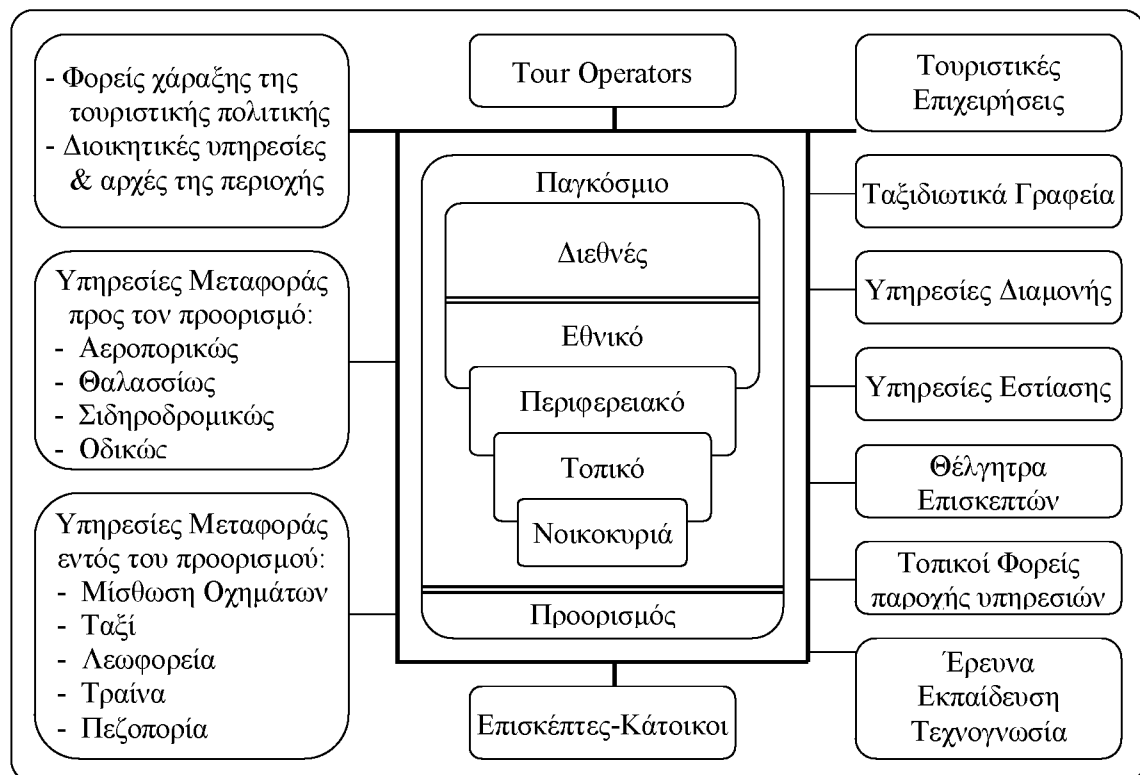 - Φορείς χάραξης της
τουριστικής πολιτικής
- Διοικητικές υπηρεσίες
& αρχές της περιοχής
Υπηρεσίες Μεταφοράς
προς τον προορισμό:
- Αεροπορικώς
- Θαλασσίως
- Σιδηροδρομικώς
- Οδικώς
Υπηρεσίες Μεταφοράς
εντός του προορισμού:
- Μίσθωση Οχημάτων
- Ταξί
- Λεωφορεία
- Τραίνα
- Πεζοπορία
Tour Operators
Παγκόσμιο
Διεθνές
Εθνικό
Περιφερειακό
Τοπικό
Νοικοκυριά
Προορισμός
Επισκέπτες-Κάτοικοι
Τουριστικές
Επιχειρήσεις
Ταξιδιωτικά Γραφεία
Υπηρεσίες Διαμονής
Υπηρεσίες Εστίασης
Θέλγητρα
Επισκεπτών
Τοπικοί Φορείς
παροχής υπηρεσιών
Έρευνα
Εκπαίδευση
Τεχνογνωσία